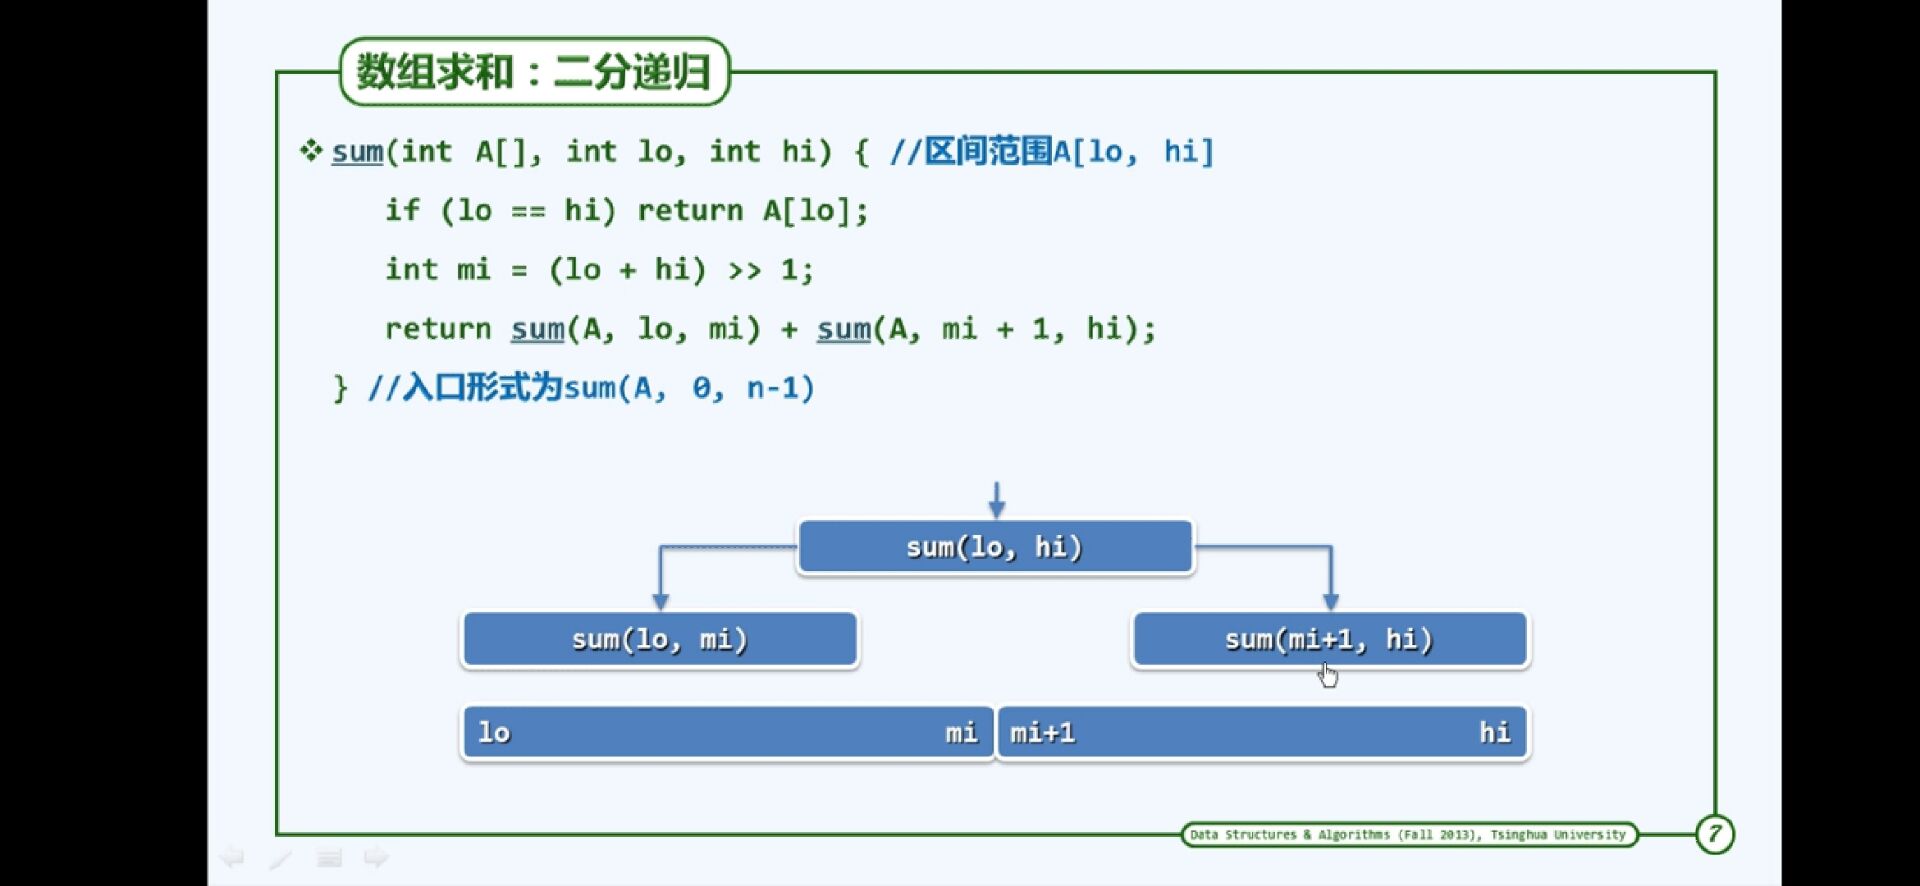 数组求和：二分递归
sum(int A[], int lo, int hi) { //区间范围A[lo, hi]
if (lo == hi) return A[lo];
int mi = (lo + hi) >> 1;
return sum(A, lo, mi) + sum(A, mi + 1, hi);
} //入口形式为sum(A, 0, n-1)
sum(lo, hi)
sum(lo, mi) sum(mi+1, hi)
lo mi mi+1 hi
Data Structures & Algorithms (Fall 2013), Tsinghua University 7